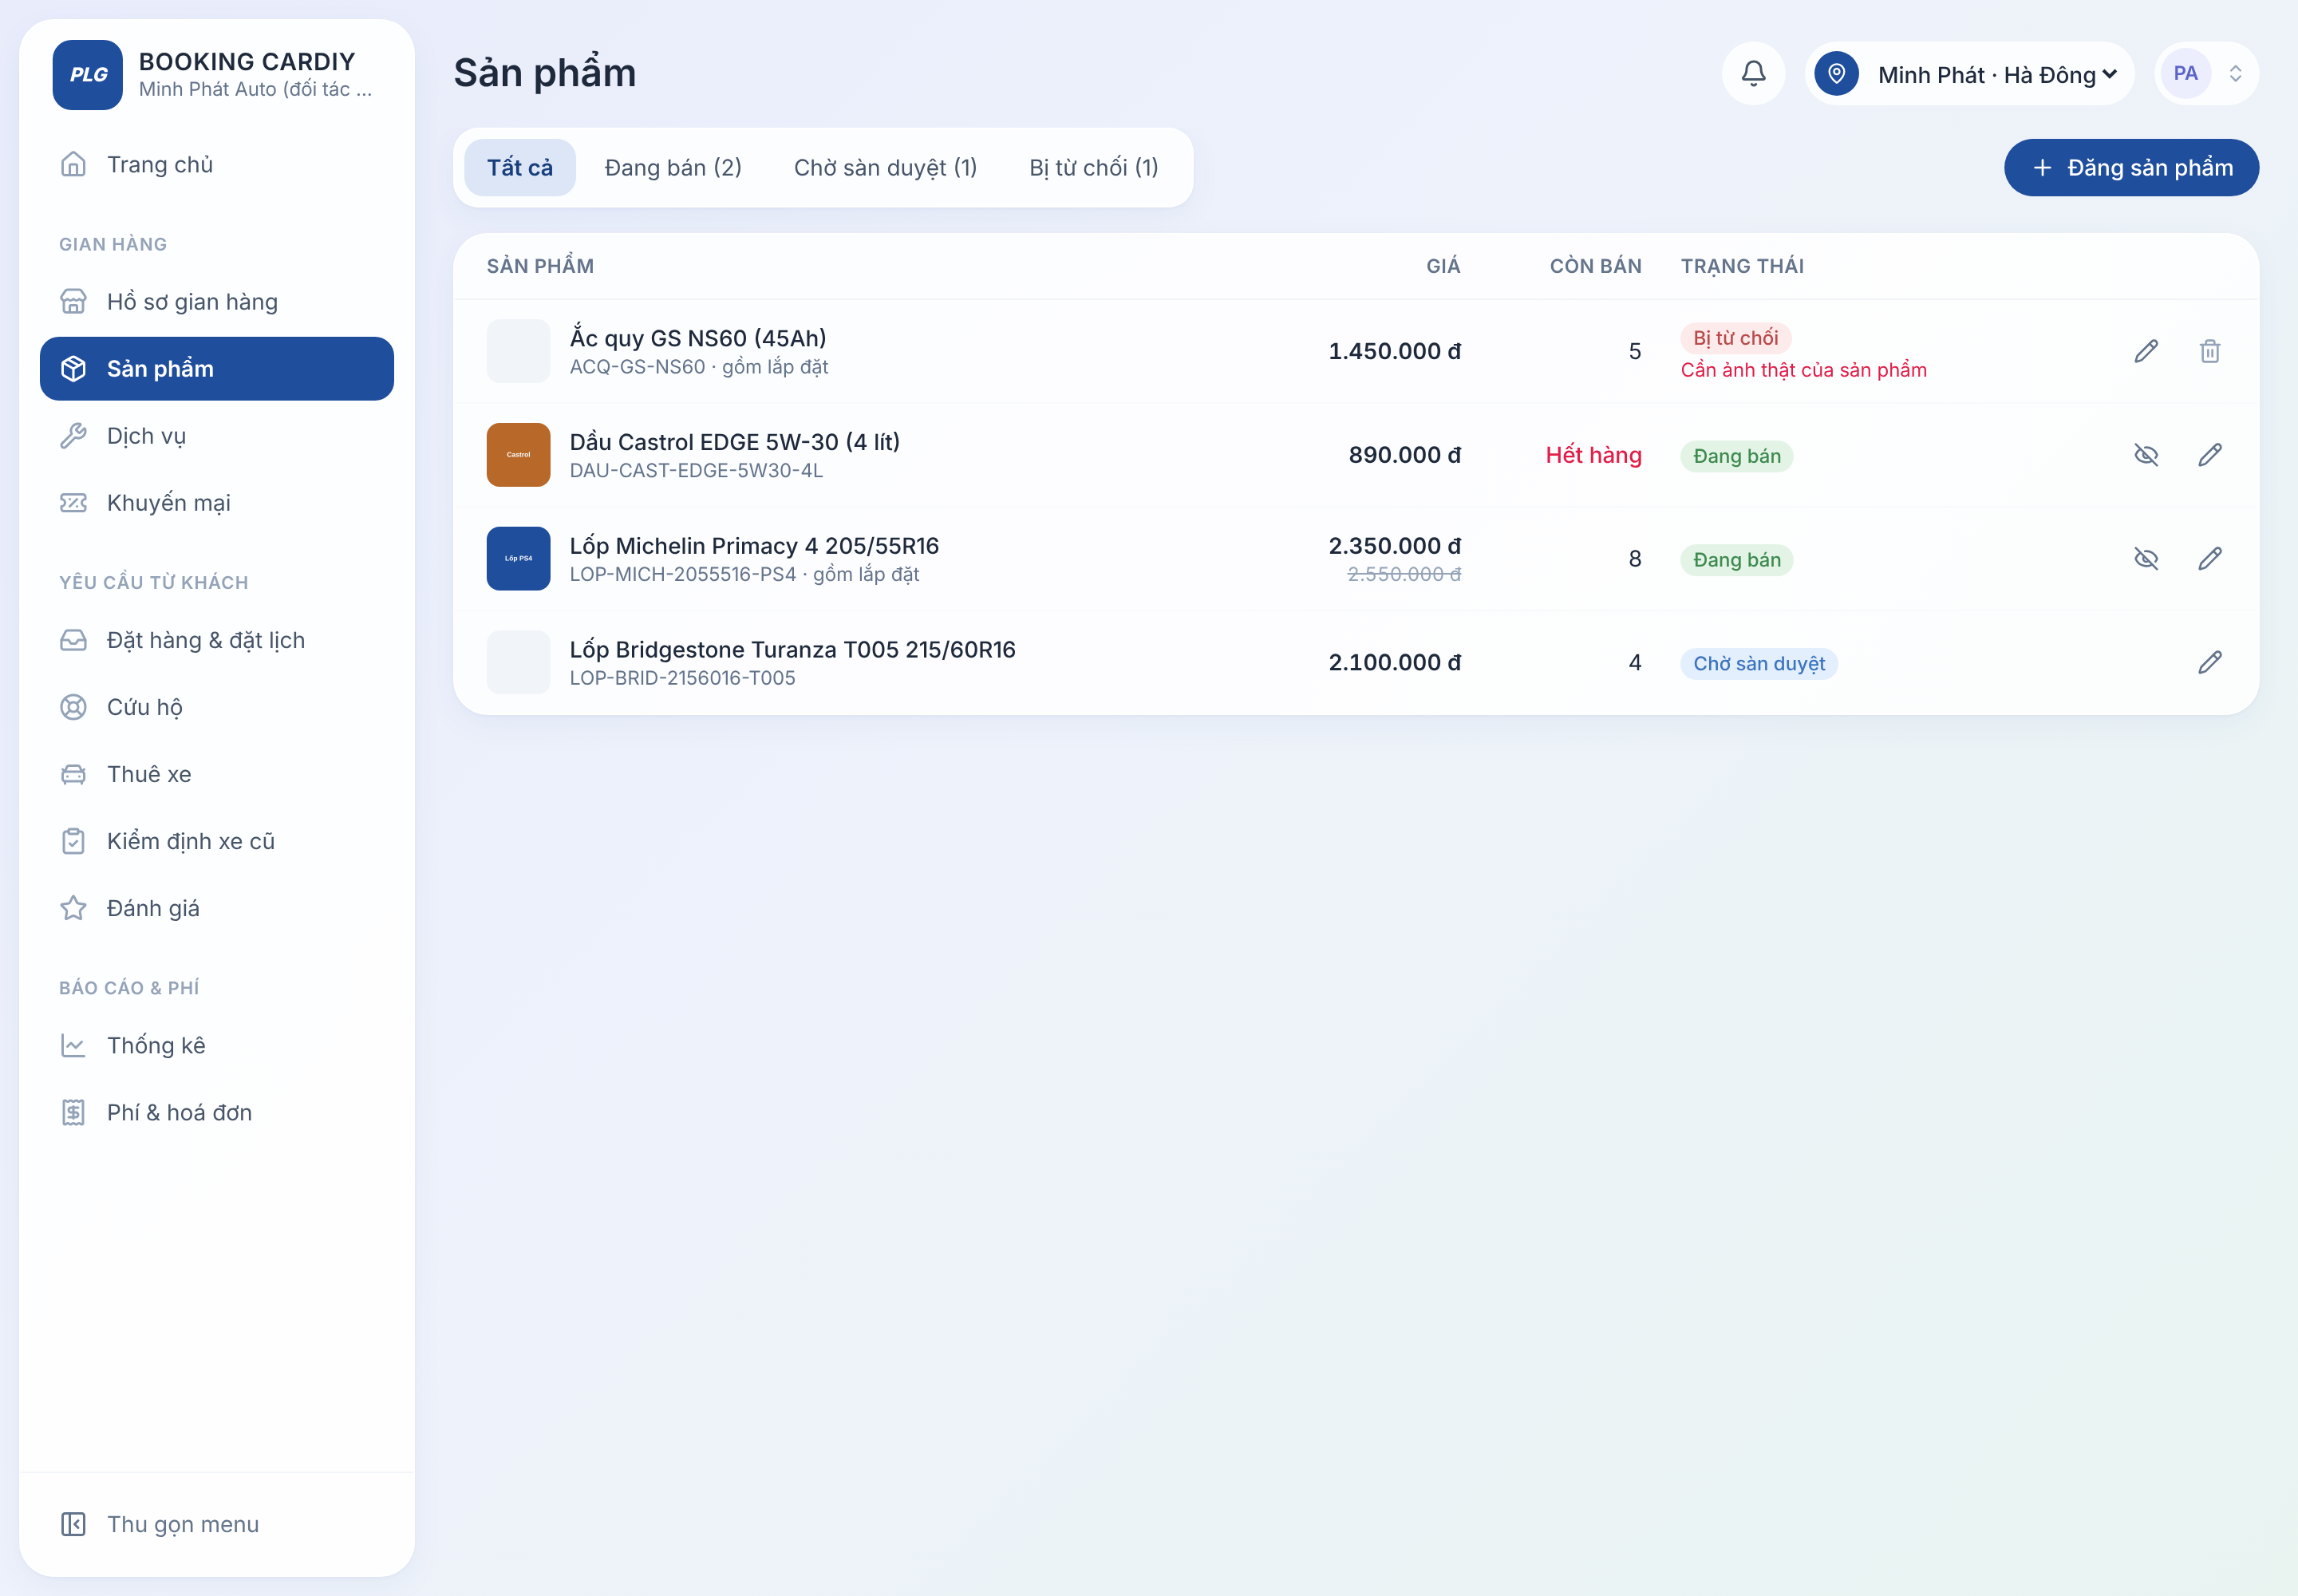 PLG
BOOKING CARDIY
Minh Phát Auto (đối tác ...
Trang chủ
GIAN HÀNG
Hồ sơ gian hàng
Sản phẩm
Dịch vụ
Khuyến mại
YÊU CẦU TỪ KHÁCH
Đặt hàng & đặt lịch
Cứu hộ
Thuê xe
Kiểm định xe cũ
Đánh giá
BÁO CÁO & PHÍ
Thống kê
Phí & hoá đơn
Thu gọn menu
Sản phẩm
Minh Phát · Hà Đông
PA
Tất cả
Đang bán (2)
Chờ sàn duyệt (1)
Bị từ chối (1)
Đăng sản phẩm
SẢN PHẨM
GIÁ
CÒN BÁN
TRẠNG THÁI
Ắc quy GS NS60 (45Ah)
ACQ-GS-NS60 · gồm lắp đặt
1.450.000 đ
5
Bị từ chối
Cần ảnh thật của sản phẩm
Castrol
Dầu Castrol EDGE 5W-30 (4 lít)
DAU-CAST-EDGE-5W30-4L
890.000 đ
Hết hàng
Đang bán
Lốp PS4
Lốp Michelin Primacy 4 205/55R16
LOP-MICH-2055516-PS4 · gồm lắp đặt
2.350.000 đ
2.550.000 đ
8
Đang bán
Lốp Bridgestone Turanza T005 215/60R16
LOP-BRID-2156016-T005
2.100.000 đ
4
Chờ sàn duyệt